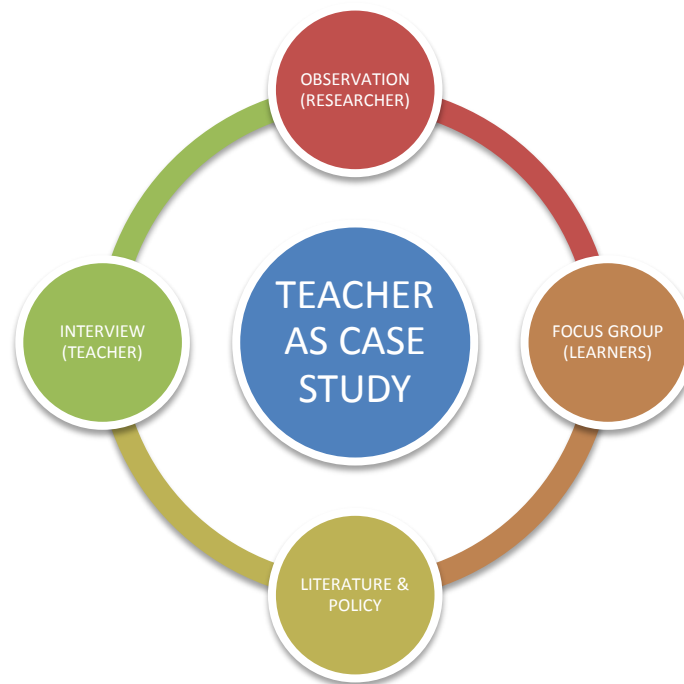 OBSERVATION
(RESEARCHER)
TEACHER
AS CASE
STUDY
INTERVIEW
(TEACHER)
FOCUS GROUP
(LEARNERS)
LITERATURE &
POLICY